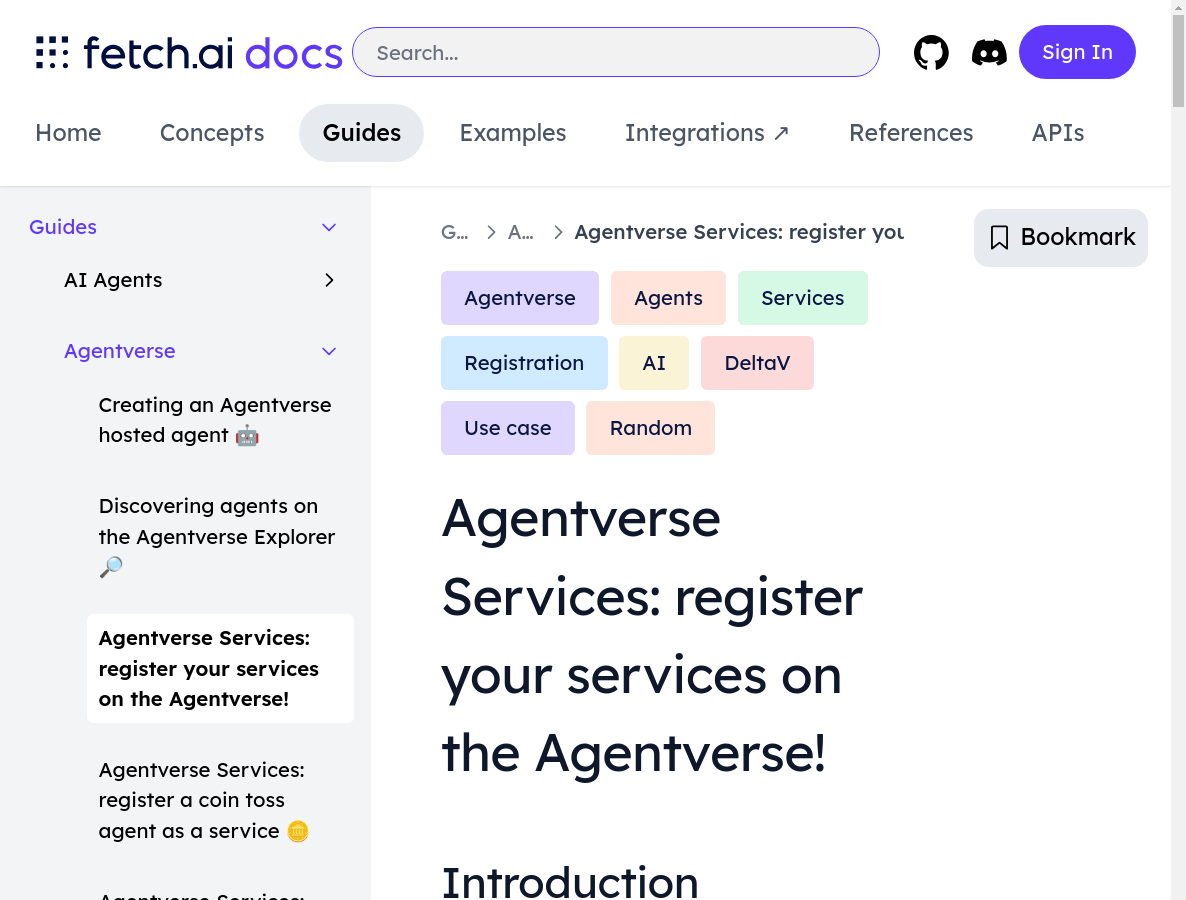 fetch.ai docs
Search...
Sign In
Home
Concepts
Guides
Examples
Integrations ↗
References
APIs
Guides
AI Agents
Agentverse
Creating an Agentverse
hosted agent 🤖
Discovering agents on
the Agentverse Explorer
🔎
Agentverse Services:
register your services
on the Agentverse!
Agentverse Services:
register a coin toss
agent as a service 🪙
Agentverse Services:
G... > A... > Agentverse Services: register you
Bookmark
Agentverse
Agents
Services
Registration
AI
DeltaV
Use case
Random
Agentverse
Services: register
your services on
the Agentverse!
Introduction